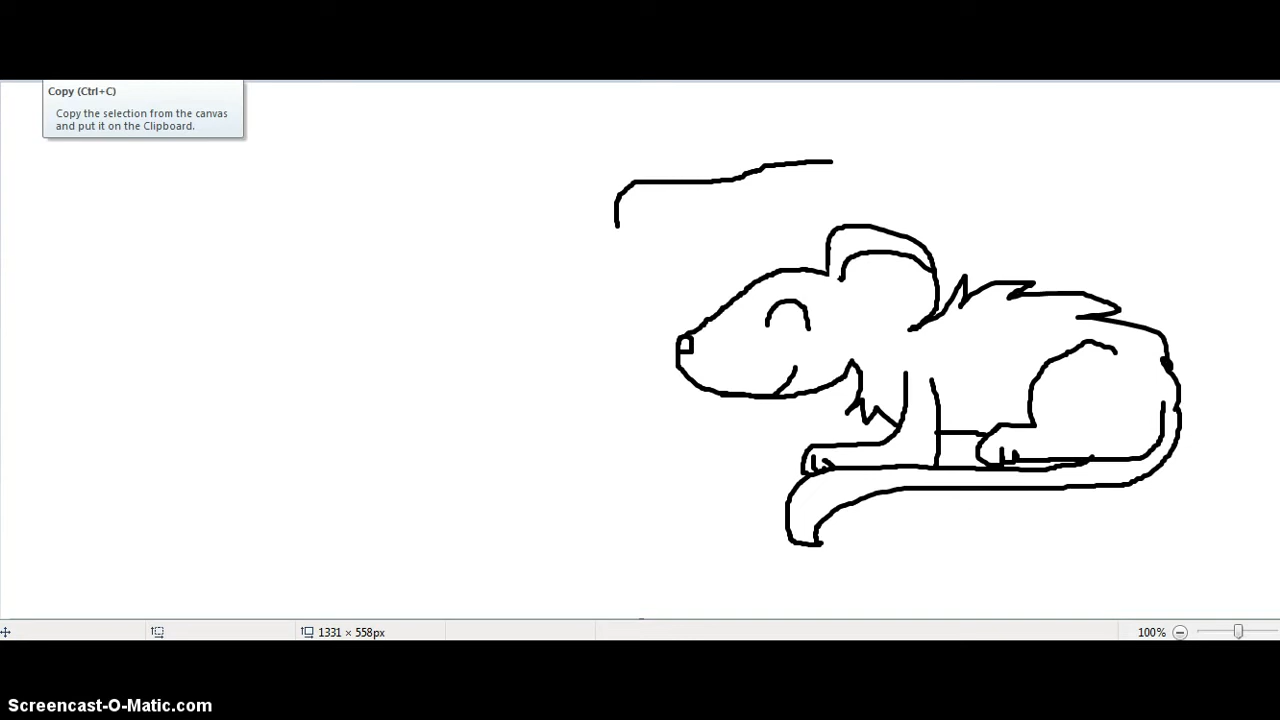 Copy (Ctrl+C)
Copy the selection from the canvas
and put it on the Clipboard.
1331 × 558px
100%
Screencast-O-Matic.com